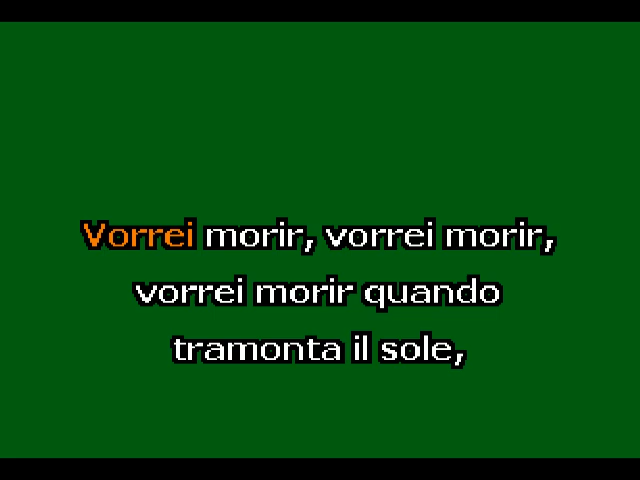 Vorrei morir, vorrei morir,
vorrei morir quando
tramonta il sole,